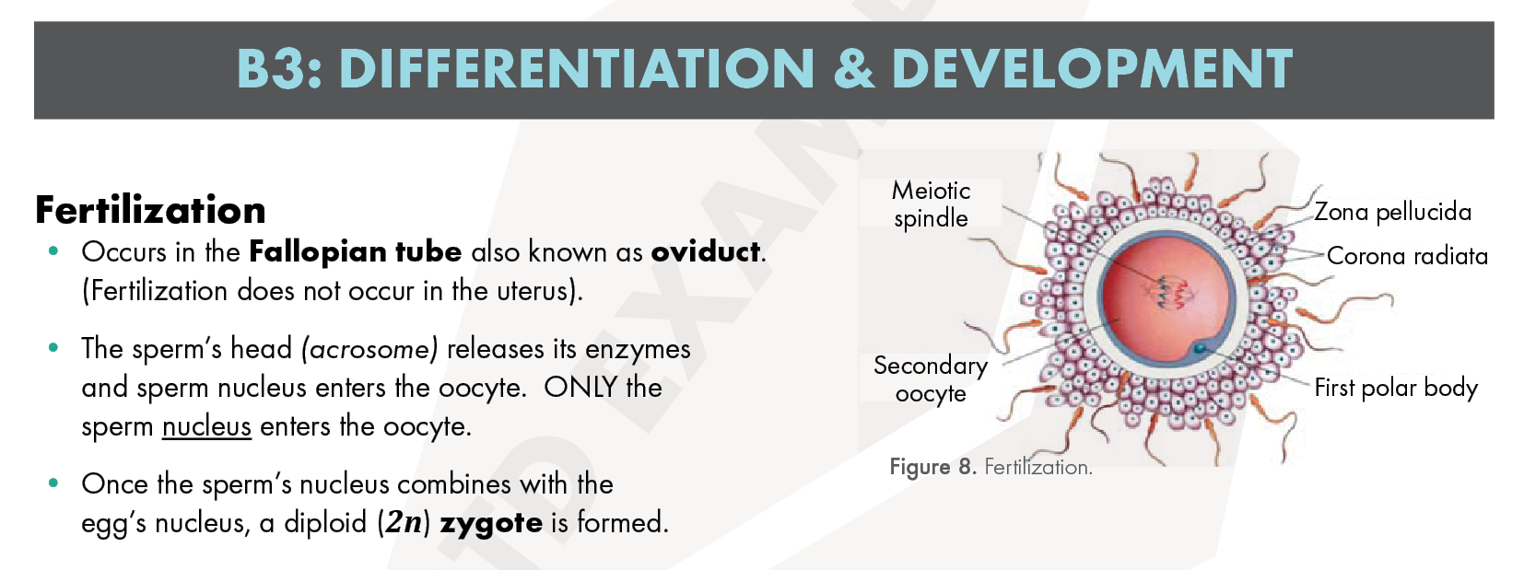 B3: DIFFERENTIATION & DEVELOPMENT
Fertilization
• Occurs in the Fallopian tube also known as oviduct.
(Fertilization does not occur in the uterus).
• The sperm's head (acrosome) releases its enzymes
and sperm nucleus enters the oocyte.  ONLY the
sperm nucleus enters the oocyte.
• Once the sperm's nucleus combines with the
egg's nucleus, a diploid (2n) zygote is formed.
Meiotic
spindle
Zona pellucida
Corona radiata
Secondary
oocyte
First polar body
Figure 8. Fertilization.